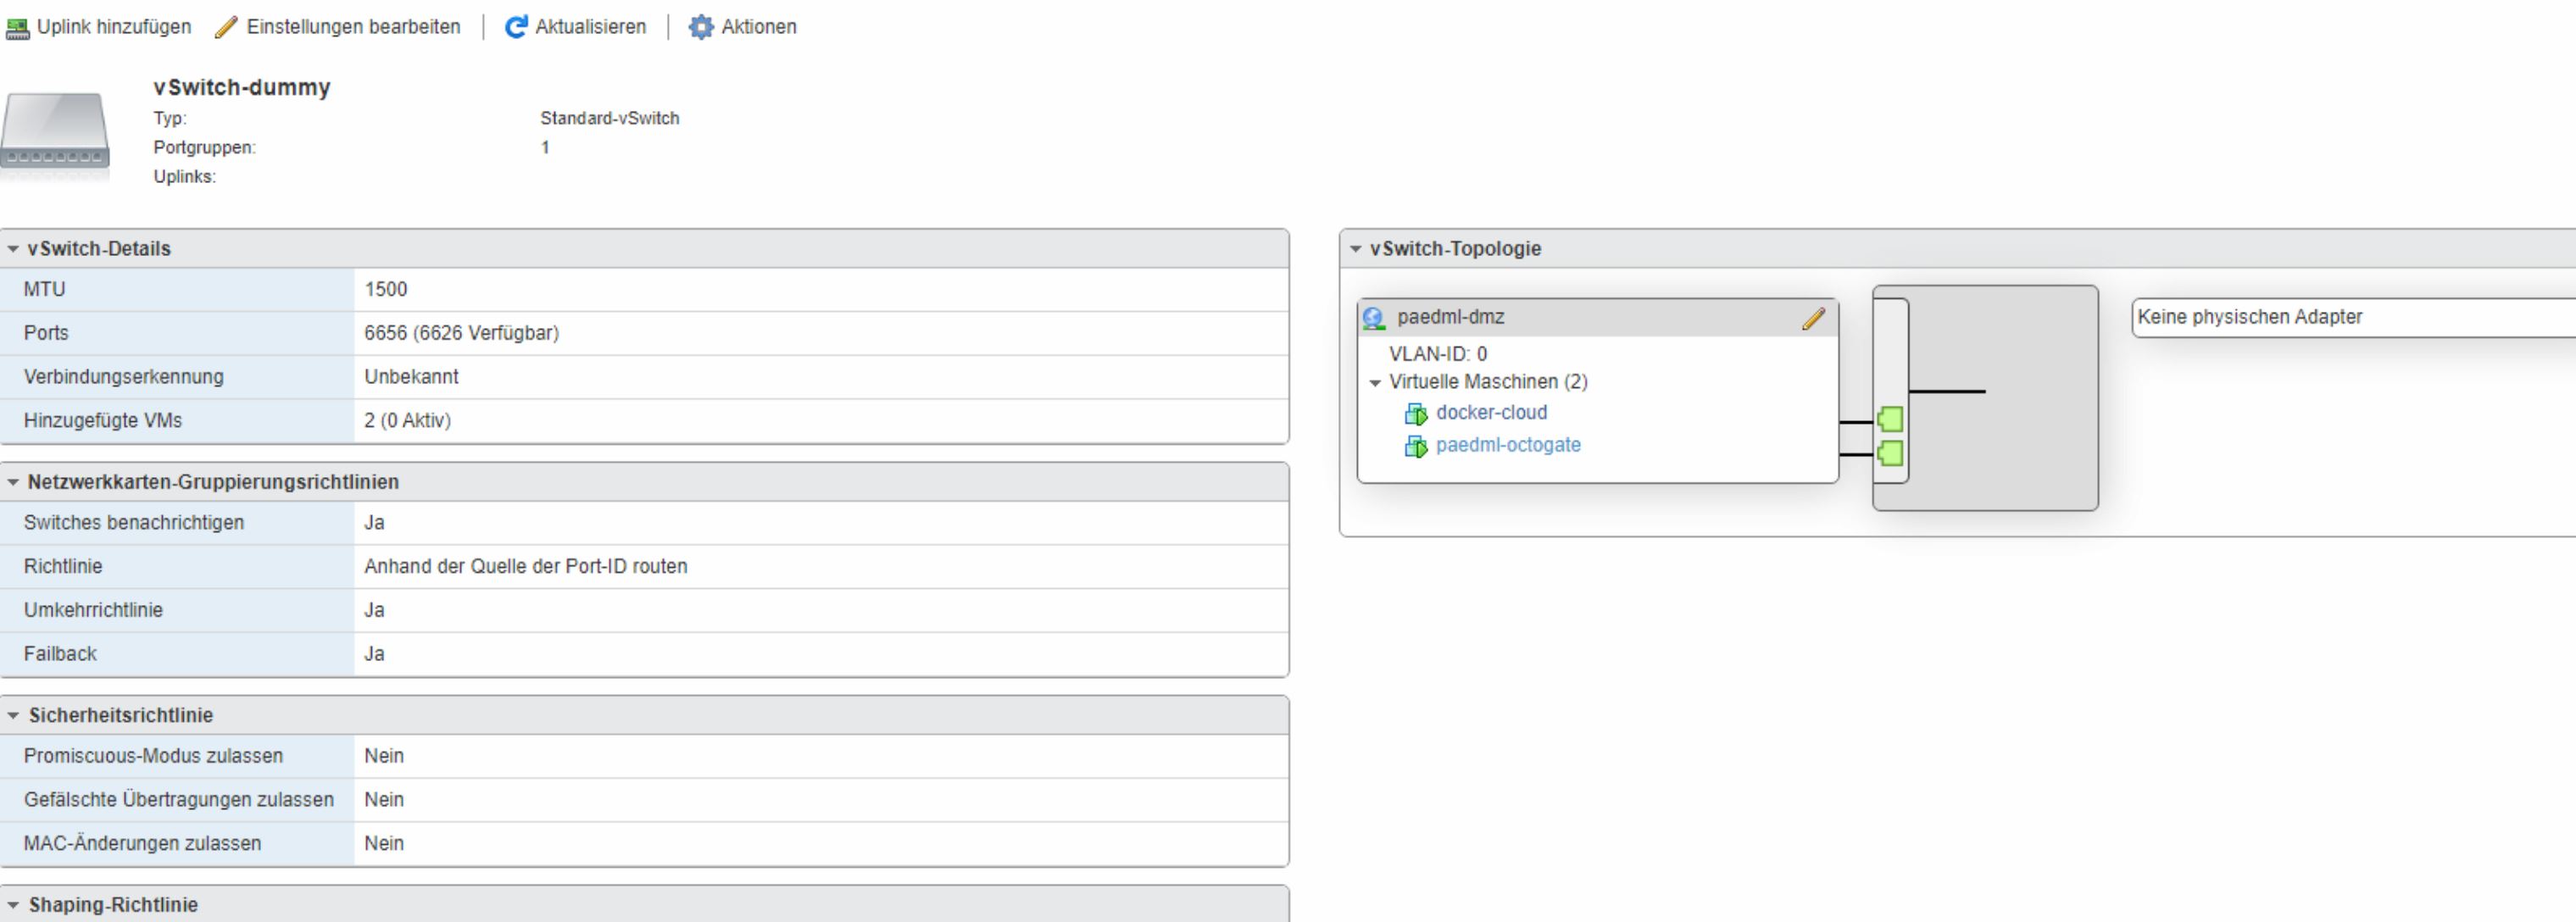 Uplink hinzufügen Einstellungen bearbeiten Aktualisieren Aktionen
vSwitch-dummy
Typ: Standard-vSwitch
Portgruppen: 1
Uplinks:
vSwitch-Details
MTU 1500
Ports 6656 (6626 Verfügbar)
Verbindungserkennung Unbekannt
Hinzugefügte VMs 2 (0 Aktiv)
Netzwerkkarten-Gruppierungsrichtlinien
Switches benachrichtigen Ja
Richtlinie Anhand der Quelle der Port-ID routen
Umkehrrichtlinie Ja
Failback Ja
Sicherheitsrichtlinie
Promiscuous-Modus zulassen Nein
Gefälschte Übertragungen zulassen Nein
MAC-Änderungen zulassen Nein
Shaping-Richtlinie
vSwitch-Topologie
paedml-dmz
VLAN-ID: 0
Virtuelle Maschinen (2)
docker-cloud
paedml-octogate
Keine physischen Adapter